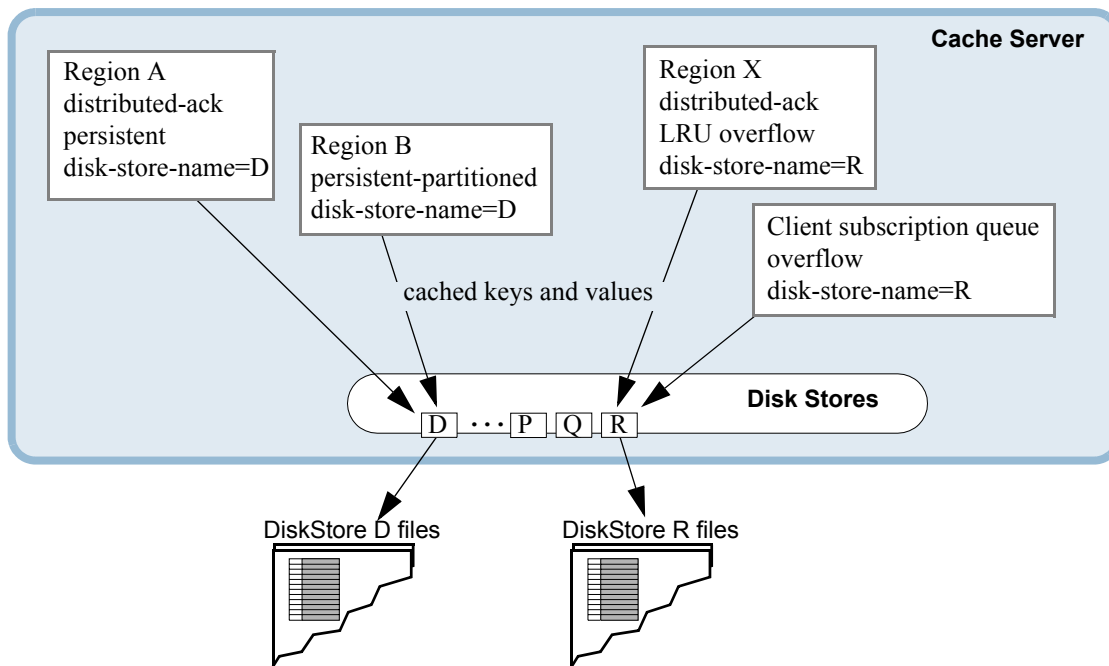 Cache Server
Region A
distributed-ack
persistent
disk-store-name=D
Region B
persistent-partitioned
disk-store-name=D
Region X
distributed-ack
LRU overflow
disk-store-name=R
Client subscription queue
overflow
disk-store-name=R
cached keys and values
Disk Stores
D ... P Q R
DiskStore D files
DiskStore R files